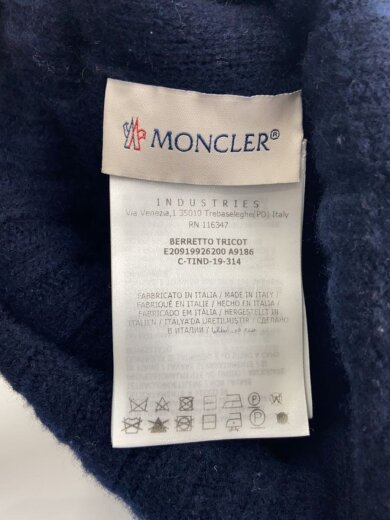 MONCLER®
INDUSTRIES
Via Venezia,1 35010 Trebaseleghe(PD) Italy
RN 116347
BERRETTO TRICOT
E20919926200 A9186
C-TIND-19-314
FABBRICATO IN ITALIA / MADE IN ITALY /
FABRIQUÉ EN ITALIE / HECHO EN ITALIA /
FABRICADO EM ITÁLIA / HERGESTELLT IN
ITALIEN / ITALYA'DA URETILMISTIR / СДЕЛАНО
В ИТАЛИИ /